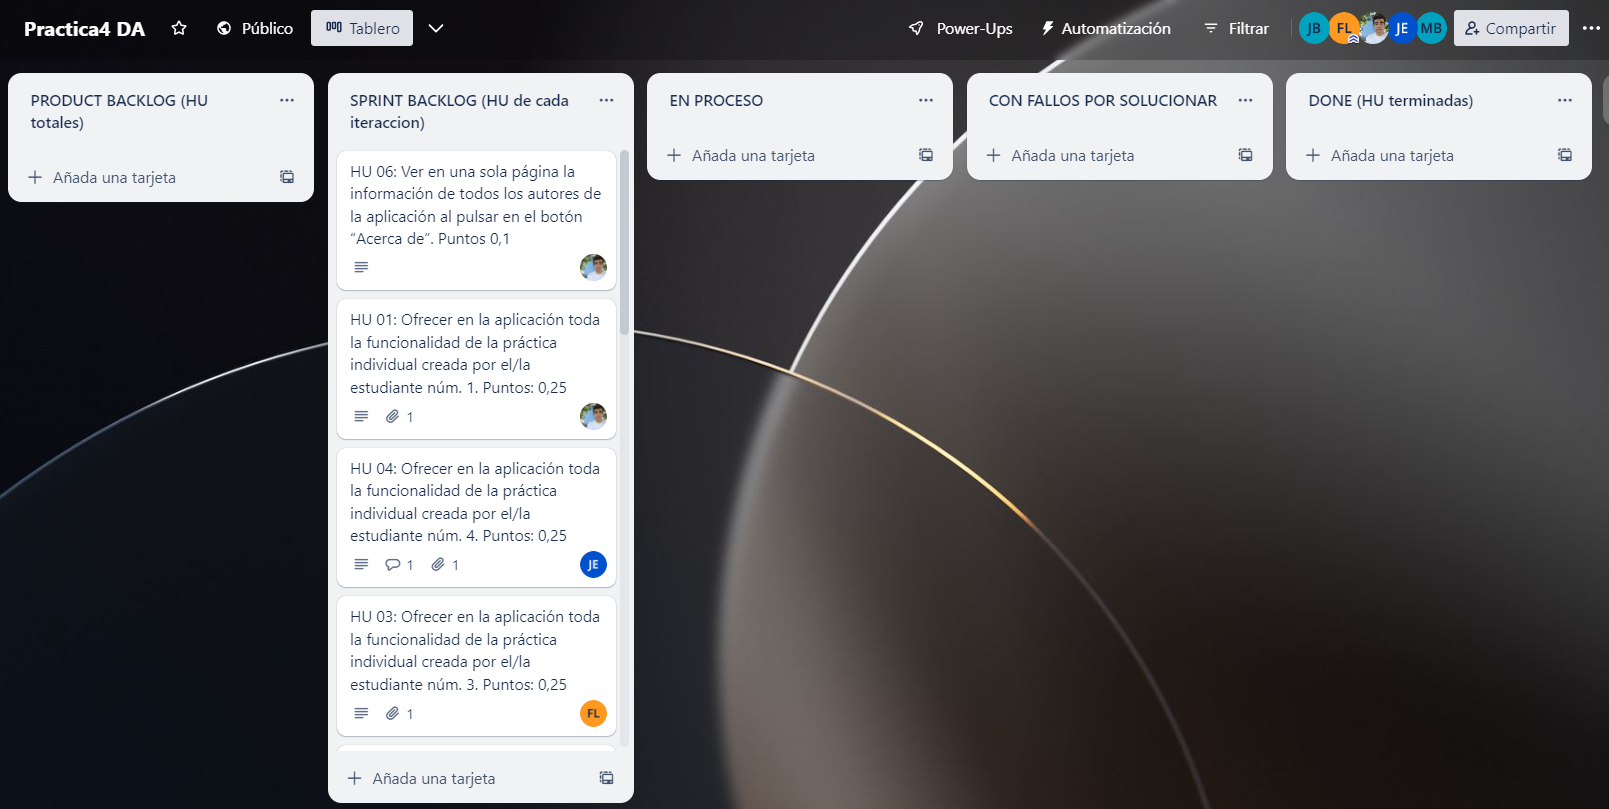 Practica4 DA
Público
Tablero
Power-Ups
Automatización
Filtrar
JB
FL
JE
MB
Compartir
PRODUCT BACKLOG (HU
totales)
Añada una tarjeta
SPRINT BACKLOG (HU de cada
iteraccion)
HU 06: Ver en una sola página la
información de todos los autores de
la aplicación al pulsar en el botón
“Acerca de”. Puntos 0,1
HU 01: Ofrecer en la aplicación toda
la funcionalidad de la práctica
individual creada por el/la
estudiante núm. 1. Puntos: 0,25
1
HU 04: Ofrecer en la aplicación toda
la funcionalidad de la práctica
individual creada por el/la
estudiante núm. 4. Puntos: 0,25
1 1
JE
HU 03: Ofrecer en la aplicación toda
la funcionalidad de la práctica
individual creada por el/la
estudiante núm. 3. Puntos: 0,25
1
FL
Añada una tarjeta
EN PROCESO
Añada una tarjeta
CON FALLOS POR SOLUCIONAR
Añada una tarjeta
DONE (HU terminadas)
Añada una tarjeta